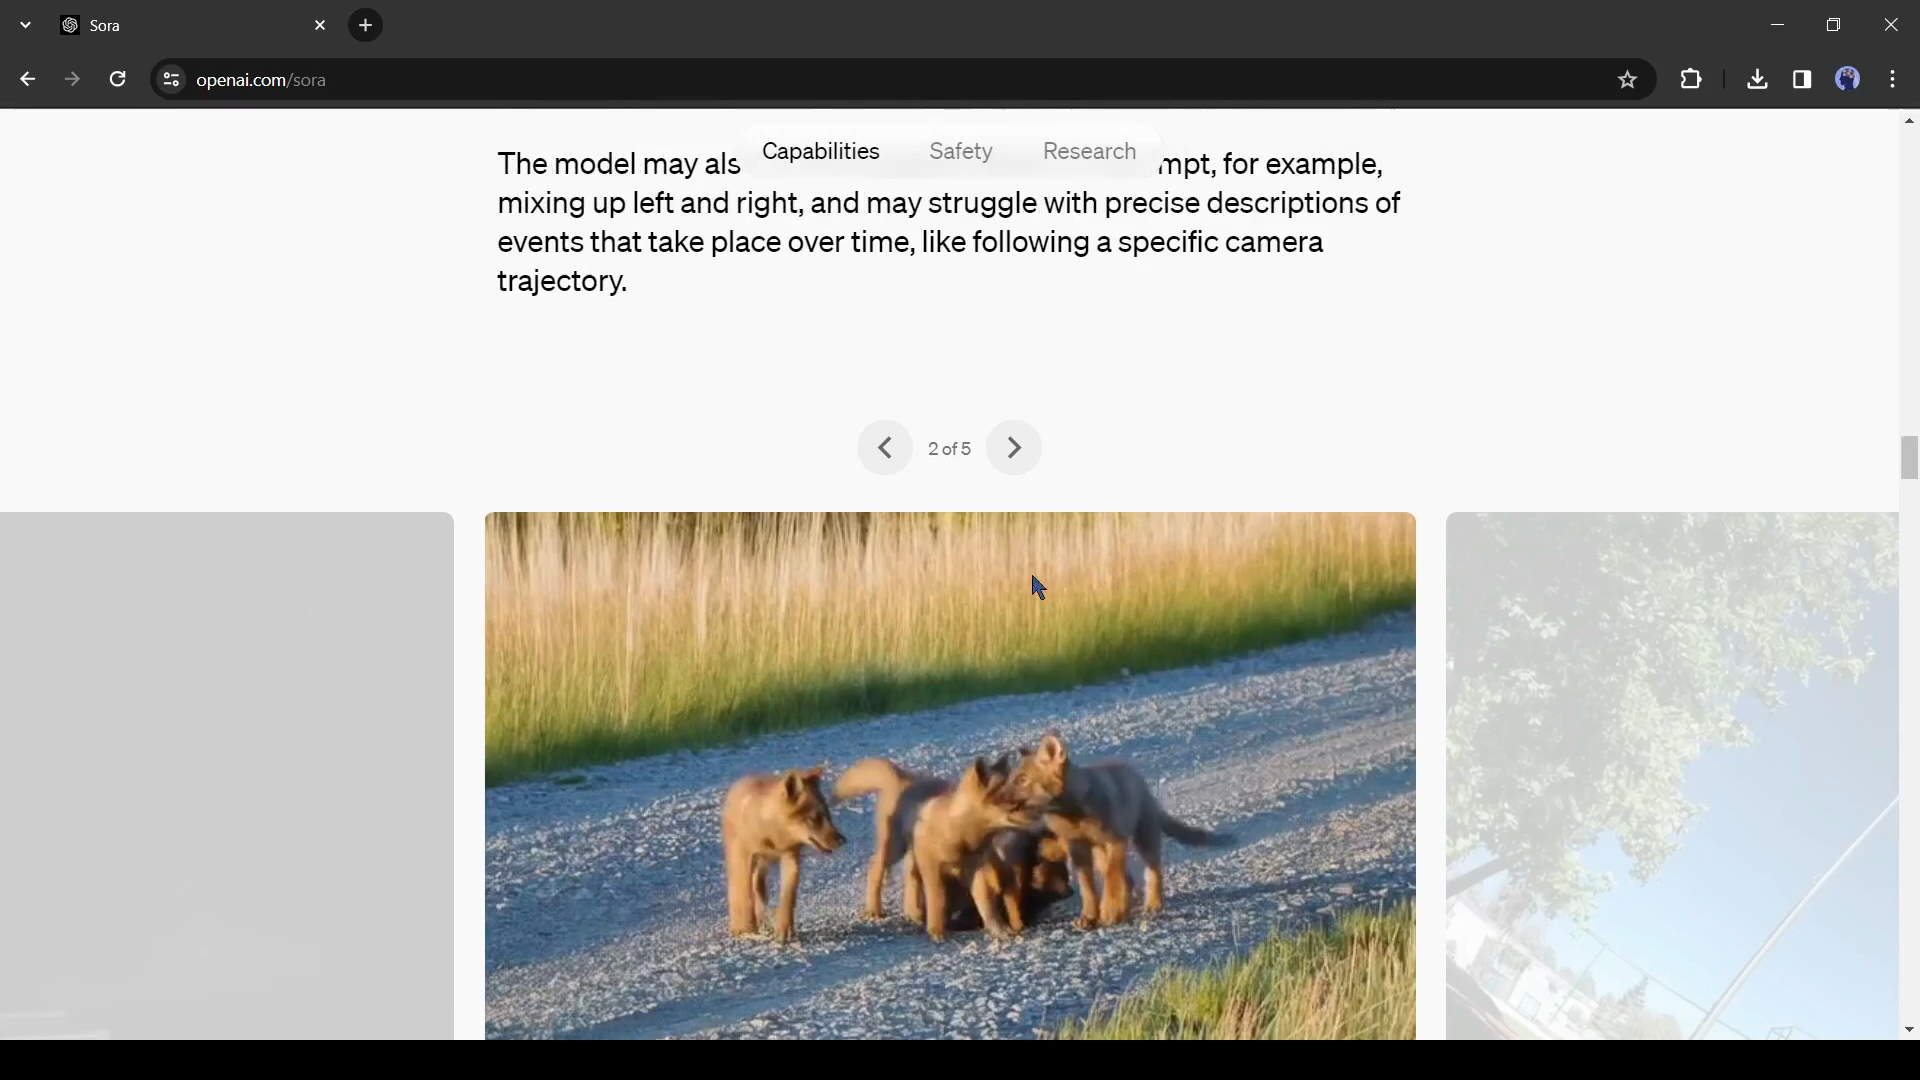 Sora
openai.com/sora
Capabilities Safety Research
The model may als mpt, for example,
mixing up left and right, and may struggle with precise descriptions of
events that take place over time, like following a specific camera
trajectory.
2 of 5